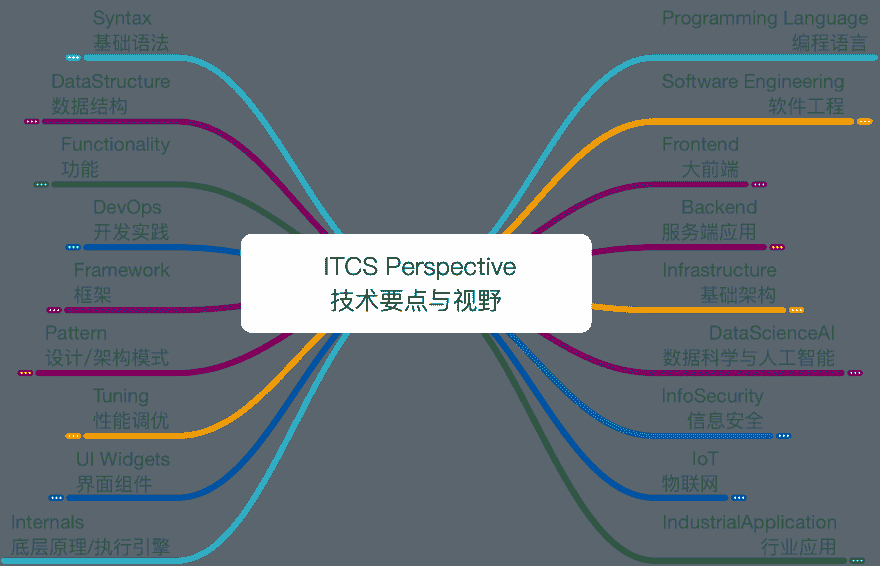 Syntax
基础语法
DataStructure
数据结构
Functionality
功能
DevOps
开发实践
Framework
框架
Pattern
设计/架构模式
Tuning
性能调优
UI Widgets
界面组件
Internals
底层原理/执行引擎
ITCS Perspective
技术要点与视野
Programming Language
编程语言
Software Engineering
软件工程
Frontend
大前端
Backend
服务端应用
Infrastructure
基础架构
DataScienceAI
数据科学与人工智能
InfoSecurity
信息安全
IoT
物联网
IndustrialApplication
行业应用